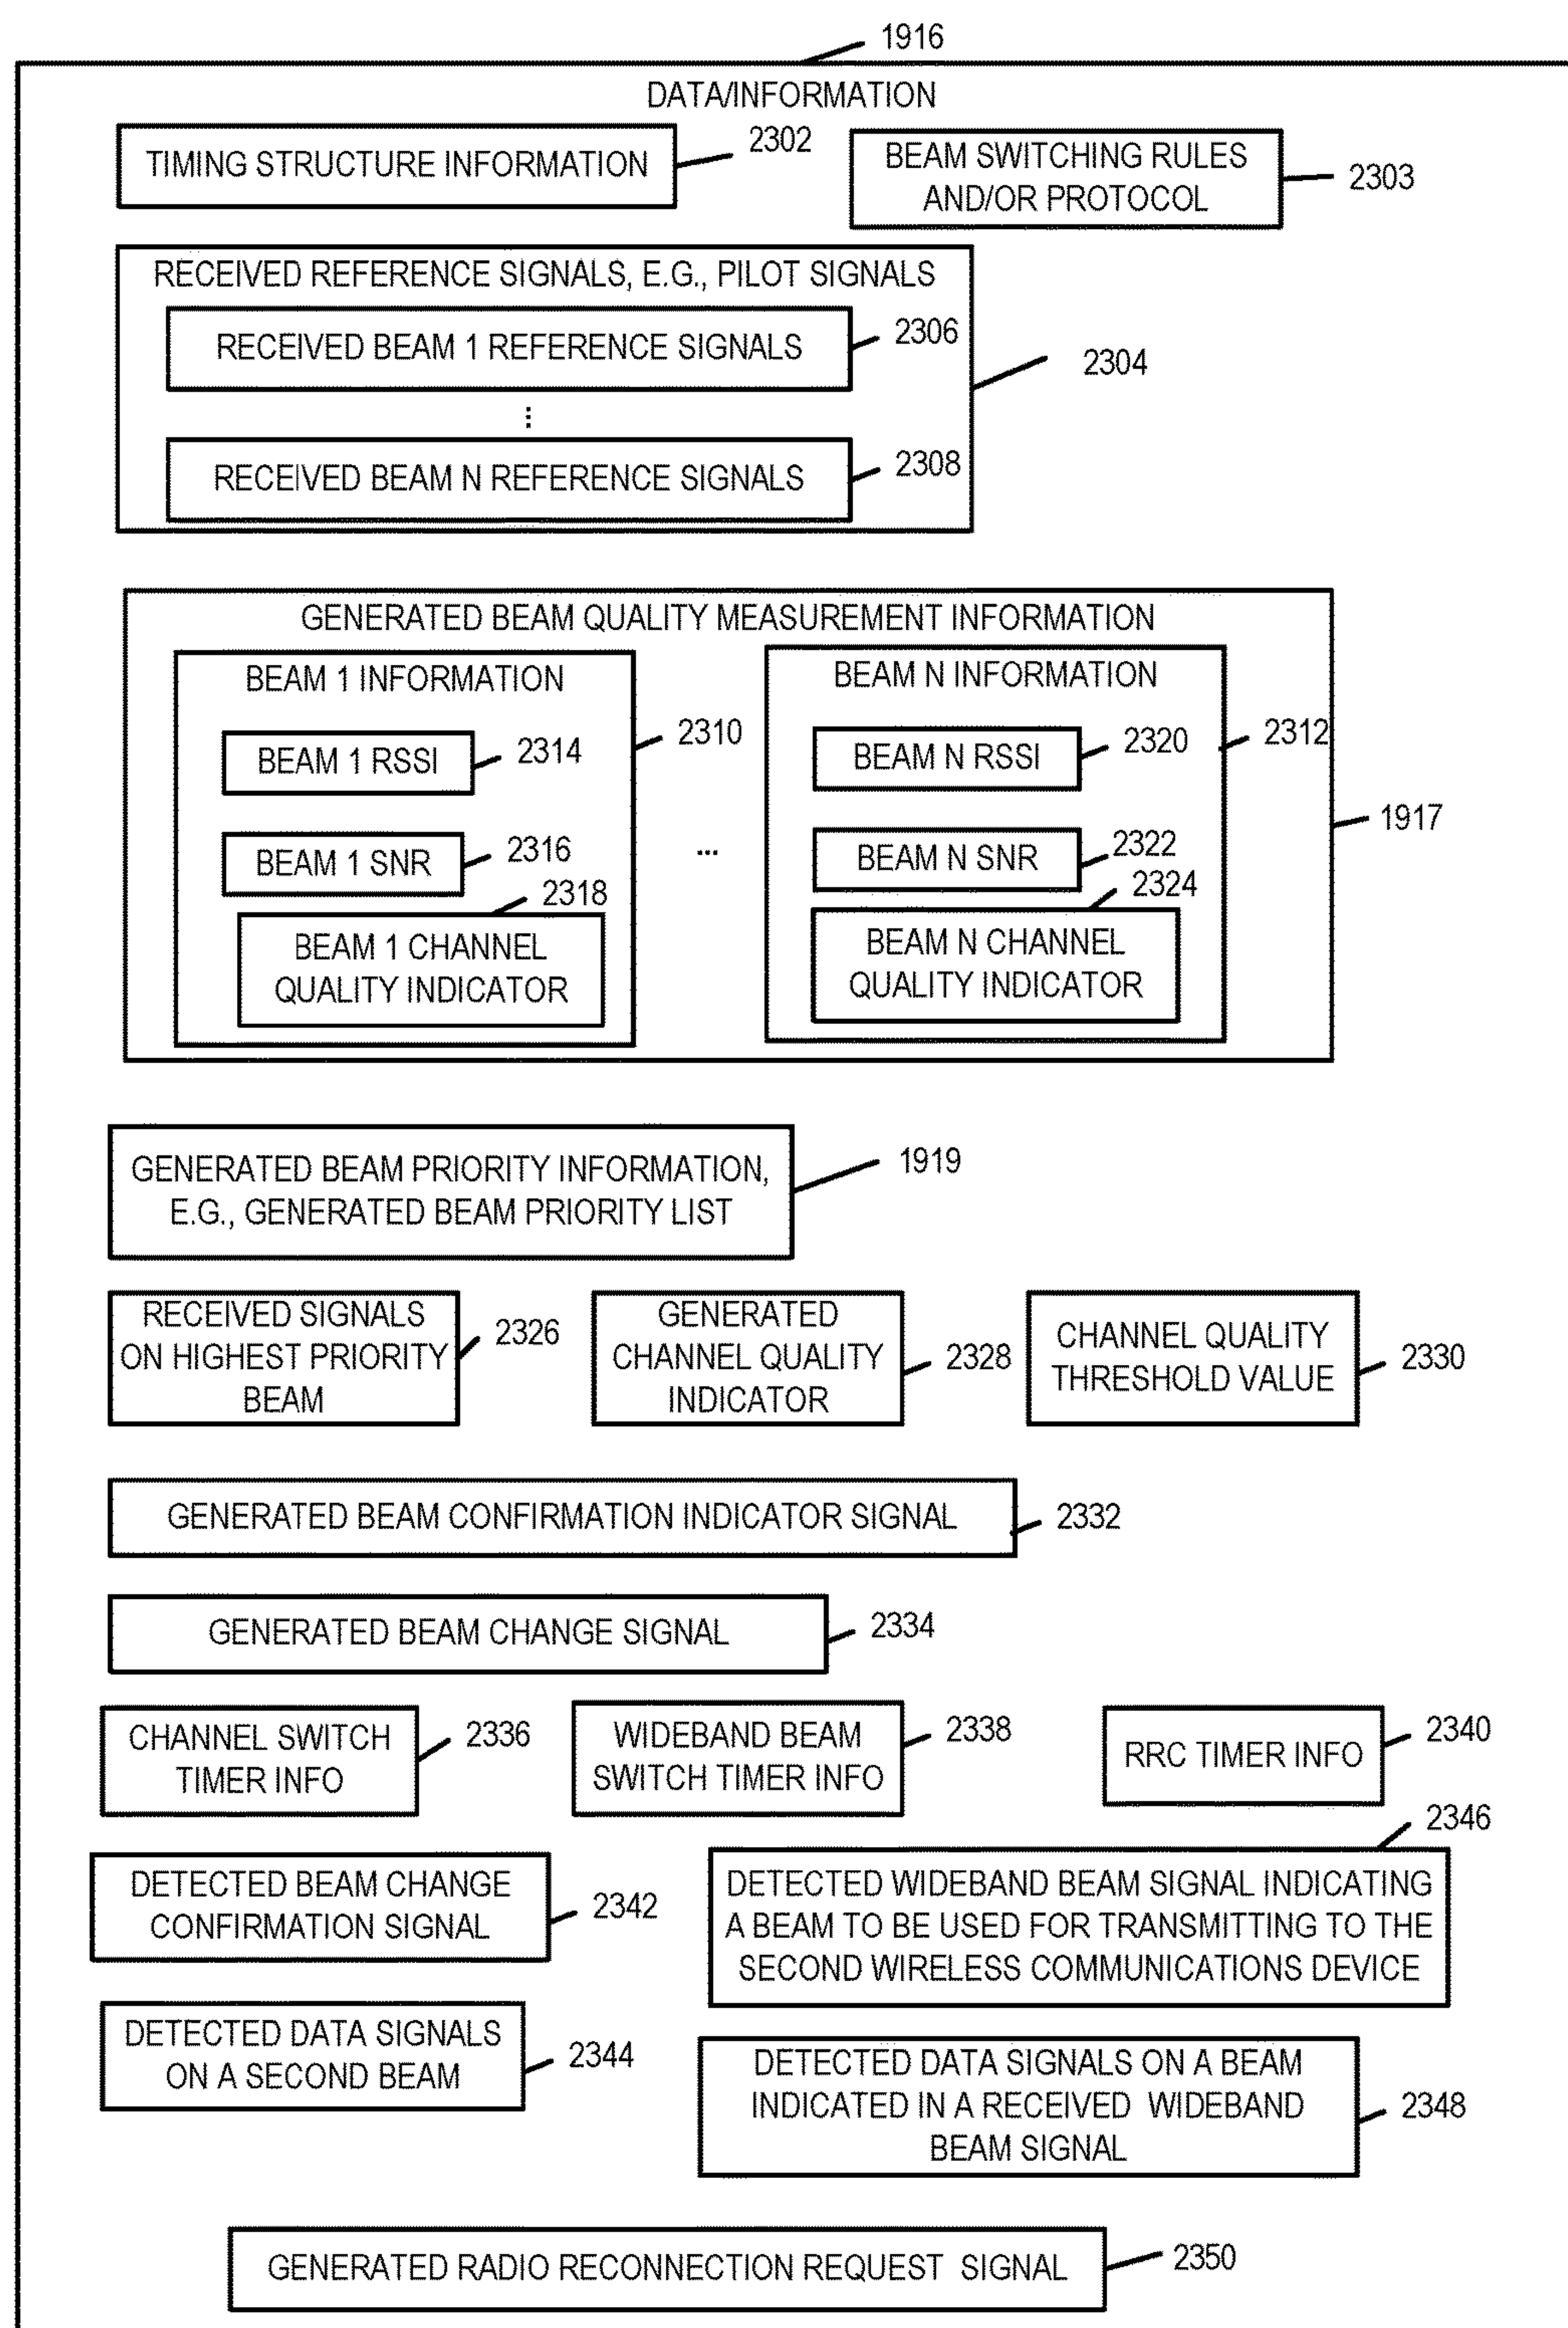 1916
DATA/INFORMATION
TIMING STRUCTURE INFORMATION
2302
BEAM SWITCHING RULES
AND/OR PROTOCOL
2303
RECEIVED REFERENCE SIGNALS, E.G., PILOT SIGNALS
RECEIVED BEAM 1 REFERENCE SIGNALS
2306
2304
...
RECEIVED BEAM N REFERENCE SIGNALS
2308
GENERATED BEAM QUALITY MEASUREMENT INFORMATION
BEAM 1 INFORMATION
2310
BEAM 1 RSSI
2314
BEAM 1 SNR
2316
2318
BEAM 1 CHANNEL
QUALITY INDICATOR
...
BEAM N INFORMATION
2312
BEAM N RSSI
2320
BEAM N SNR
2322
2324
BEAM N CHANNEL
QUALITY INDICATOR
1917
GENERATED BEAM PRIORITY INFORMATION,
E.G., GENERATED BEAM PRIORITY LIST
1919
RECEIVED SIGNALS
ON HIGHEST PRIORITY
BEAM
2326
GENERATED
CHANNEL QUALITY
INDICATOR
2328
CHANNEL QUALITY
THRESHOLD VALUE
2330
GENERATED BEAM CONFIRMATION INDICATOR SIGNAL
2332
GENERATED BEAM CHANGE SIGNAL
2334
CHANNEL SWITCH
TIMER INFO
2336
WIDEBAND BEAM
SWITCH TIMER INFO
2338
RRC TIMER INFO
2340
DETECTED BEAM CHANGE
CONFIRMATION SIGNAL
2342
2346
DETECTED WIDEBAND BEAM SIGNAL INDICATING
A BEAM TO BE USED FOR TRANSMITTING TO THE
SECOND WIRELESS COMMUNICATIONS DEVICE
DETECTED DATA SIGNALS
ON A SECOND BEAM
2344
DETECTED DATA SIGNALS ON A BEAM
INDICATED IN A RECEIVED WIDEBAND
BEAM SIGNAL
2348
GENERATED RADIO RECONNECTION REQUEST SIGNAL
2350